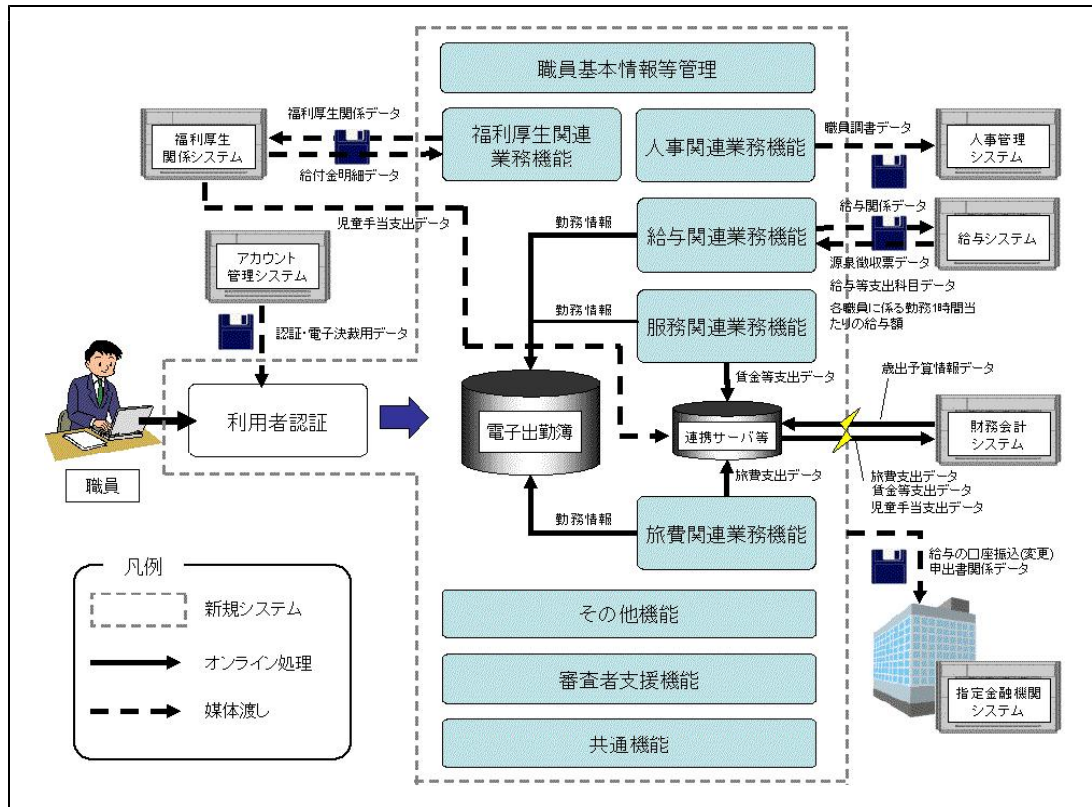 職員基本情報等管理
福利厚生関係データ
福利厚生
関係システム
給付金明細データ
福利厚生関連
業務機能
人事関連業務機能
職員調書データ
人事管理
システム
児童手当支出データ
アカウント
管理システム
認証・電子決裁用データ
勤務情報
給与関連業務機能
給与関係データ
給与システム
源泉徴収票データ
給与等支出科目データ
各職員に係る勤務1時間当
たりの給与額
勤務情報
服務関連業務機能
賃金等支出データ
歳出予算情報データ
利用者認証
職員
電子出勤簿
連携サーバ等
財務会計
システム
旅費支出データ
旅費支出データ
賃金等支出データ
児童手当支出データ
勤務情報
旅費関連業務機能
給与の口座振込(変更)
申出書関係データ
指定金融機関
システム
その他機能
審査者支援機能
共通機能
凡例
新規システム
オンライン処理
媒体渡し